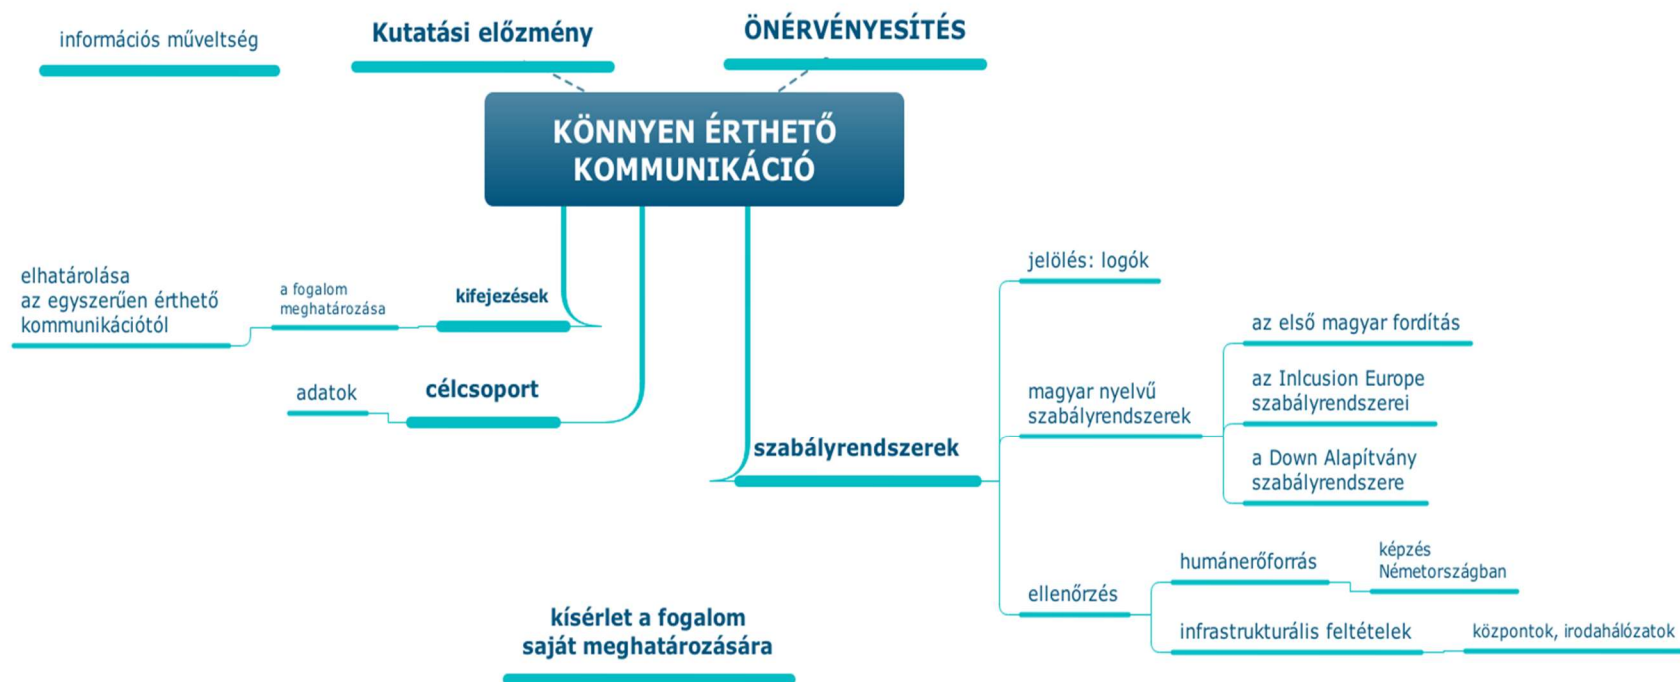 információs műveltség
Kutatási előzmény
ÖNÉRVÉNYESÍTÉS
KÖNNYEN ÉRTHETŐ
KOMMUNIKÁCIÓ
elhatárolása
az egyszerűen érthető
kommunikációtól
a fogalom
meghatározása
kifejezések
adatok
célcsoport
szabályrendszerek
jelölés: logók
magyar nyelvű
szabályrendszerek
az első magyar fordítás
az Inlcusion Europe
szabályrendszerei
a Down Alapítvány
szabályrendszere
ellenőrzés
humánerőforrás
képzés
Németországban
infrastrukturális feltételek
központok, irodahálózatok
kísérlet a fogalom
saját meghatározására